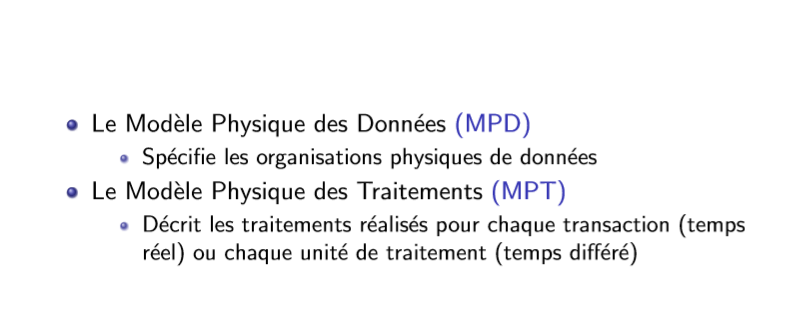 Le Modèle Physique des Données (MPD)
Spécifie les organisations physiques de données
Le Modèle Physique des Traitements (MPT)
Décrit les traitements réalisés pour chaque transaction (temps
réel) ou chaque unité de traitement (temps différé)